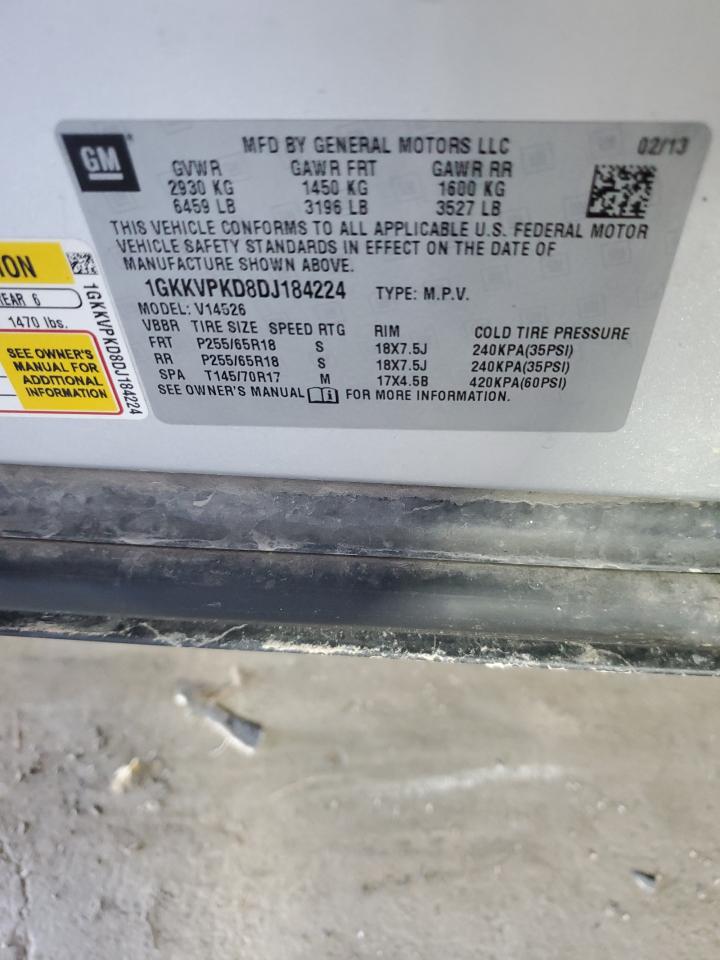 GM
MFD BY GENERAL MOTORS LLC 02/13
GVWR GAWR FRT GAWR RR
2930 KG 1450 KG 1600 KG
6459 LB 3196 LB 3527 LB
THIS VEHICLE CONFORMS TO ALL APPLICABLE U.S. FEDERAL MOTOR
VEHICLE SAFETY STANDARDS IN EFFECT ON THE DATE OF
MANUFACTURE SHOWN ABOVE.
1GKKVPKD8DJ184224 TYPE: M.P.V.
MODEL: V14526
VBBR TIRE SIZE SPEED RTG RIM COLD TIRE PRESSURE
FRT P255/65R18 S 18X7.5J 240KPA(35PSI)
RR P255/65R18 S 18X7.5J 240KPA(35PSI)
SPA T145/70R17 M 17X4.5B 420KPA(60PSI)
SEE OWNER'S MANUAL FOR MORE INFORMATION.
ION
REAR 6
1470 lbs.
SEE OWNER'S
MANUAL FOR
ADDITIONAL
INFORMATION
1GKKVPKD8DJ184224